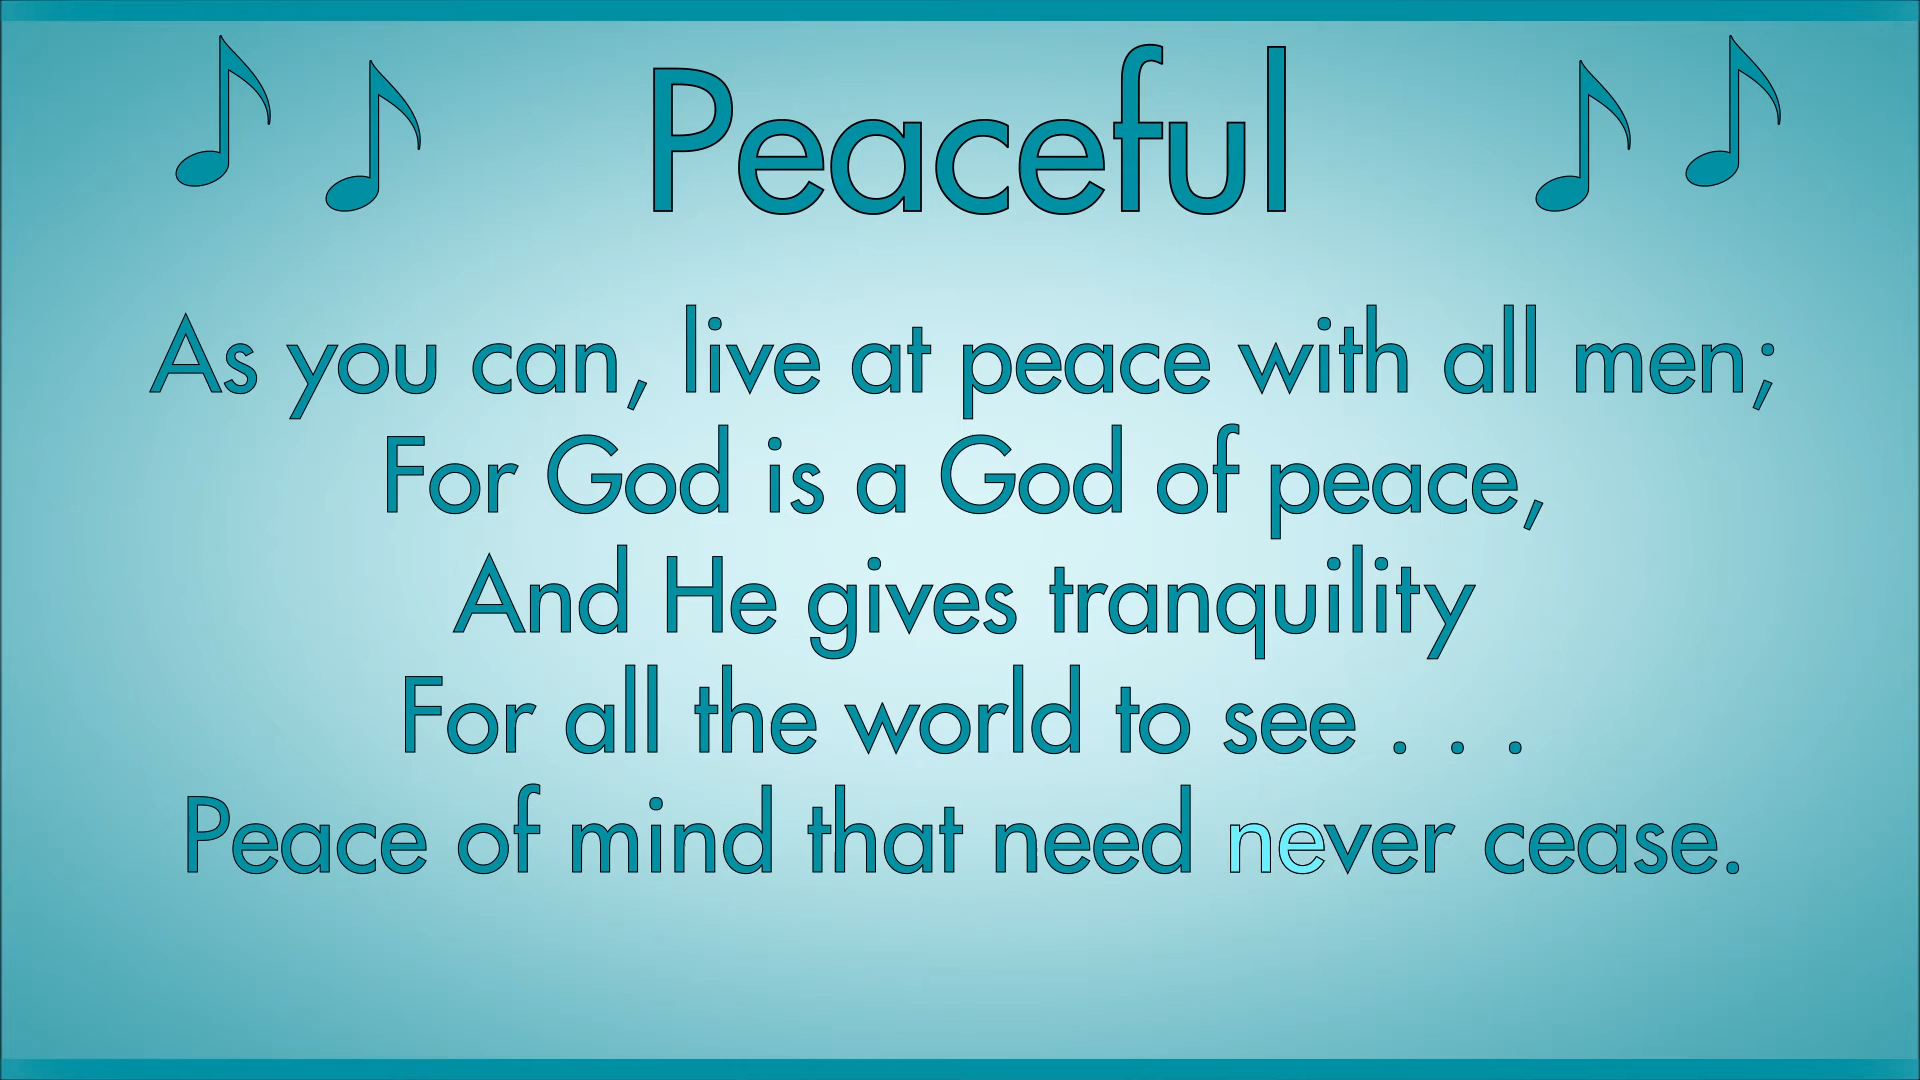 Peaceful
As you can, live at peace with all men;
For God is a God of peace,
And He gives tranquility
For all the world to see . . .
Peace of mind that need never cease.